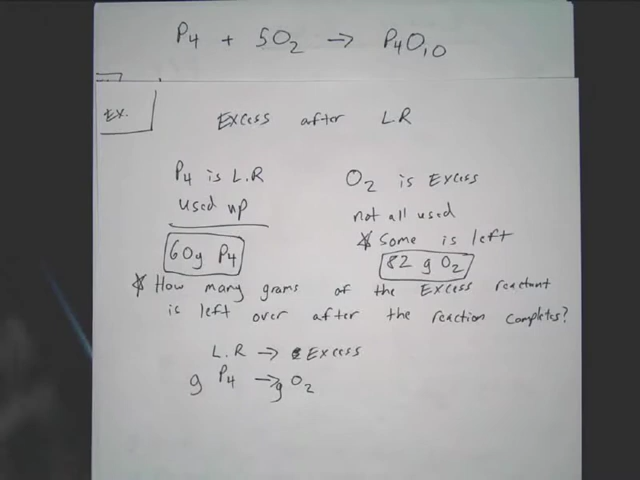 P4 + 5O2 → P4O10
Ex.
Excess after L.R
P4 is L.R
used up
60g P4
O2 is Excess
not all used
* Some is left
82 g O2
* How many grams of the Excess reactant
is left over after the reaction completes?
L.R → Excess
g P4 → g O2